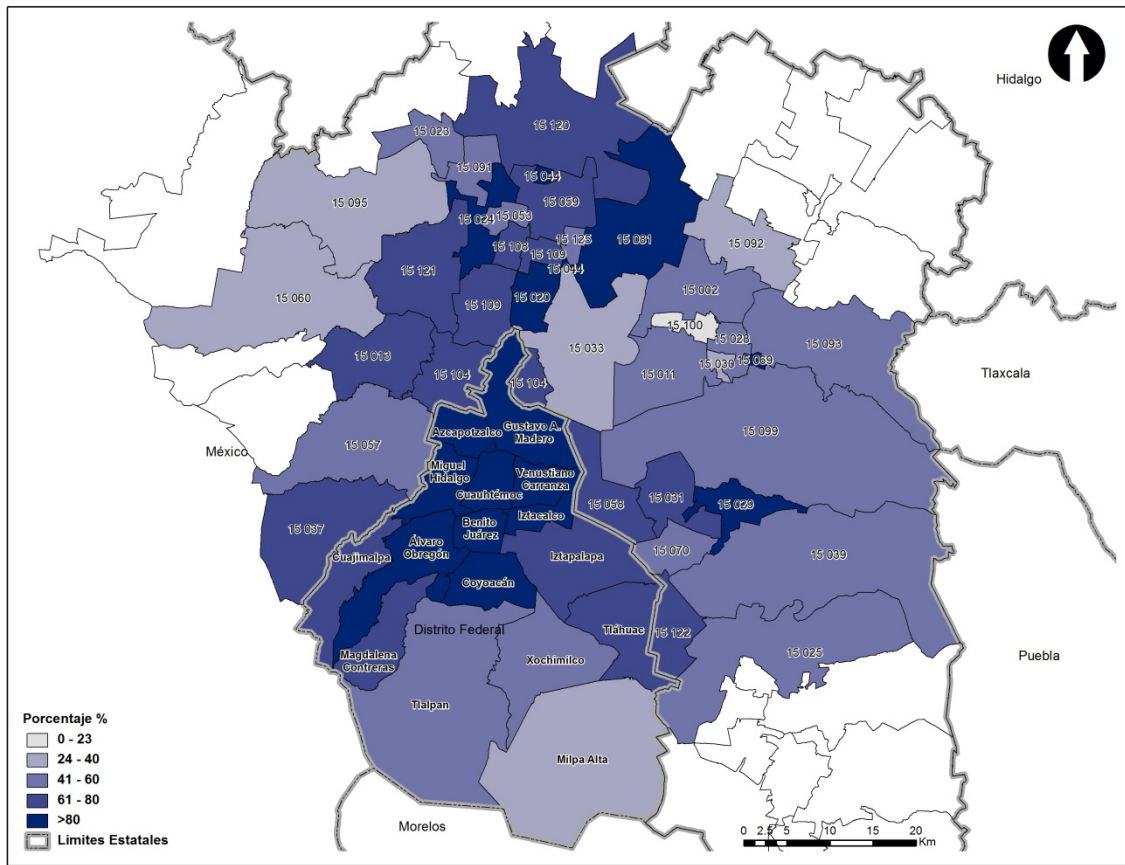 Hidalgo
15 120
15 023
15 091
15 044
15 095
15 059
15 024
15 053
15 125
15 081
15 092
15 108
15 109
15 044
15 121
15 002
15 060
15 020
15 109
15 100
15 028
15 093
15 033
15 030
15 069
15 013
15 011
15 104
15 104
Tlaxcala
Azcapotzalco
Gustavo A.
Madero
15 057
15 099
México
Miguel
Hidalgo
Venustiano
Carranza
Cuauhtémoc
15 058
15 031
15 029
Iztacalco
15 037
Benito
Juárez
Álvaro
Obregón
Cuajimalpa
Iztapalapa
15 070
15 039
Coyoacán
Distrito Federal
Tláhuac
15 122
15 025
Magdalena
Contreras
Xochimilco
Puebla
Tlalpan
Milpa Alta
Porcentaje %
0 - 23
24 - 40
41 - 60
61 - 80
>80
Limites Estatales
Morelos
0 2.5 5 10 15 20
Km